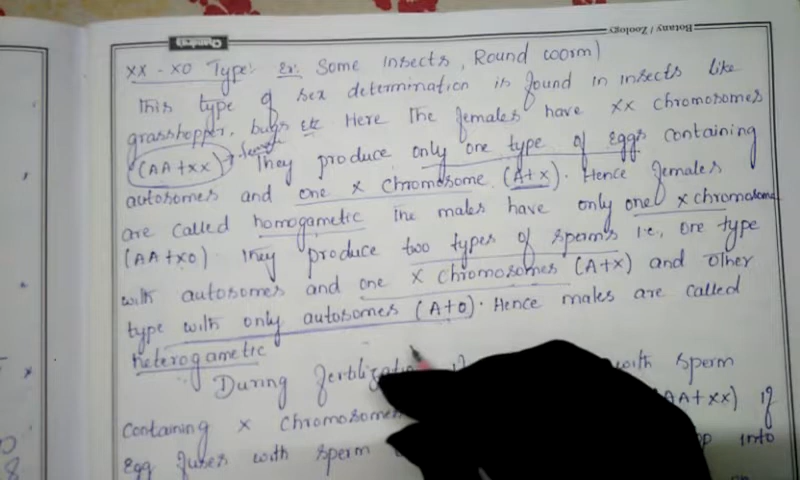 Botany / Zoology
XX - XO Type: Ex: Some insects, Round worm)
This type of sex determination is found in insects like
grasshopper, bugs etc Here The females have XX chromosomes
(AA+XX) female They produce only one type of eggs containing
autosomes and one X chromosome (A+X). Hence females
are called homogametic The males have only one X chromosome
(AA+XO) They produce two types of sperms i.e., one type
with autosomes and one X chromosomes (A+X) and other
type with only autosomes (A+O). Hence males are called
heterogametic
During fertilization with sperm
containing X chromosome AA+XX) if
Egg fuses with sperm into